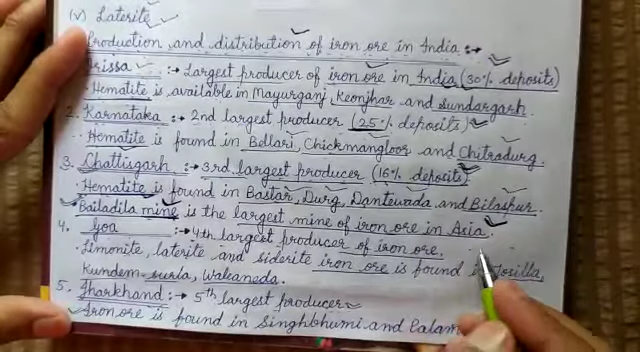 (v) Laterite
Production and distribution of iron ore in India :→
Orissa :→ Largest producer of iron ore in India (30% deposits)
Hematite is available in Mayurganj, Keonjhar and Sundargarh.
2. Karnataka :→ 2nd largest producer (25% deposits)
Hematite is found in Bellari, Chickmangloor and Chitradurg.
3. Chattisgarh :→ 3rd largest producer (16% deposits)
Hematite is found in Bastar, Durg, Dantewada and Bilashur.
Bailadila mine is the largest mine of iron ore in Asia.
4. Goa :→ 4th largest producer of iron ore.
Limonite, laterite and siderite iron ore is found
Kundem-surla,
5. Jharkhand :→ 5th largest producer
Iron ore is found in Singhbhumi and Palam